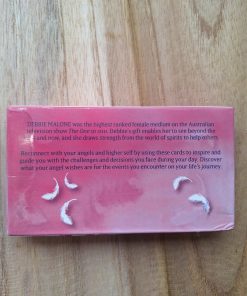 DEBBIE MALONE was the highest ranked female medium on the Australian
television show The One in 2011. Debbie's gift enables her to see beyond the
and now, and she draws strength from the world of spirits to help others.
Reconnect with your angels and higher self by using these cards to inspire and
guide you with the challenges and decisions you face during your day. Discover
what your angel wishes are for the events you encounter on your life's journey.